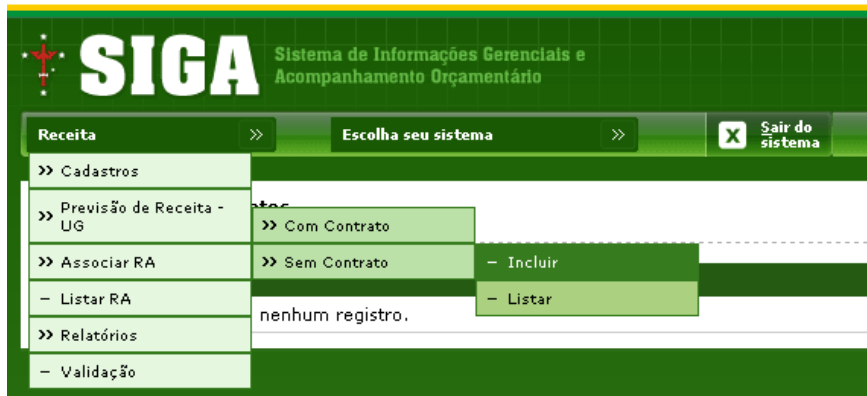 SIGA
Sistema de Informações Gerenciais e
Acompanhamento Orçamentário
Receita >> Escolha seu sistema >> X Sair do
sistema
>> Cadastros
>> Previsão de Receita -
UG
>> Com Contrato
>> Associar RA >> Sem Contrato – Incluir
– Listar RA – Listar
nenhum registro.
>> Relatórios
– Validação